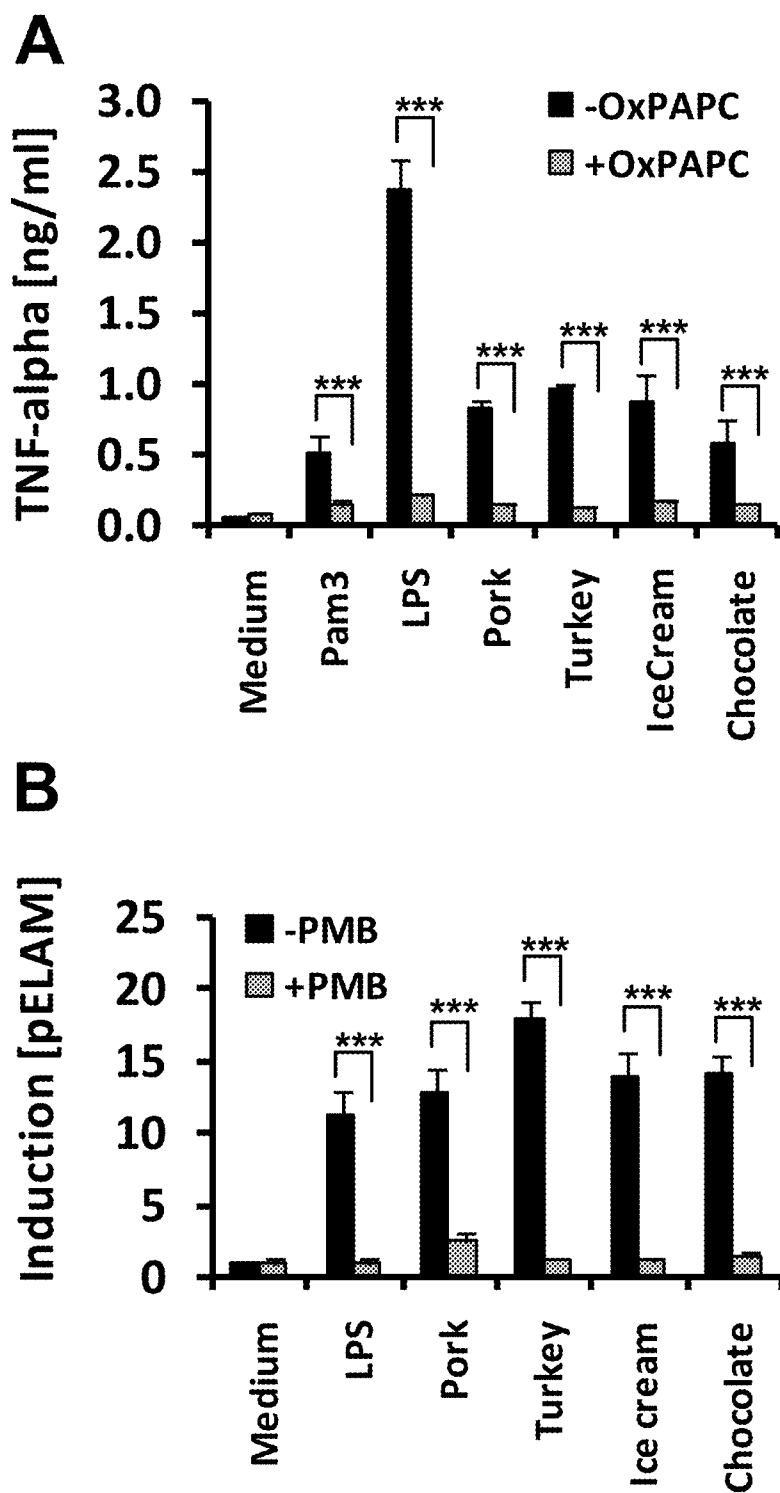 A
TNF-alpha [ng/ml]
3.0
2.5
2.0
1.5
1.0
0.5
0.0
-OxPAPC
+OxPAPC
***
***
***
***
***
***
Medium
Pam3
LPS
Pork
Turkey
IceCream
Chocolate
B
Induction [pELAM]
25
20
15
10
5
0
-PMB
+PMB
***
***
***
***
***
Medium
LPS
Pork
Turkey
Ice cream
Chocolate